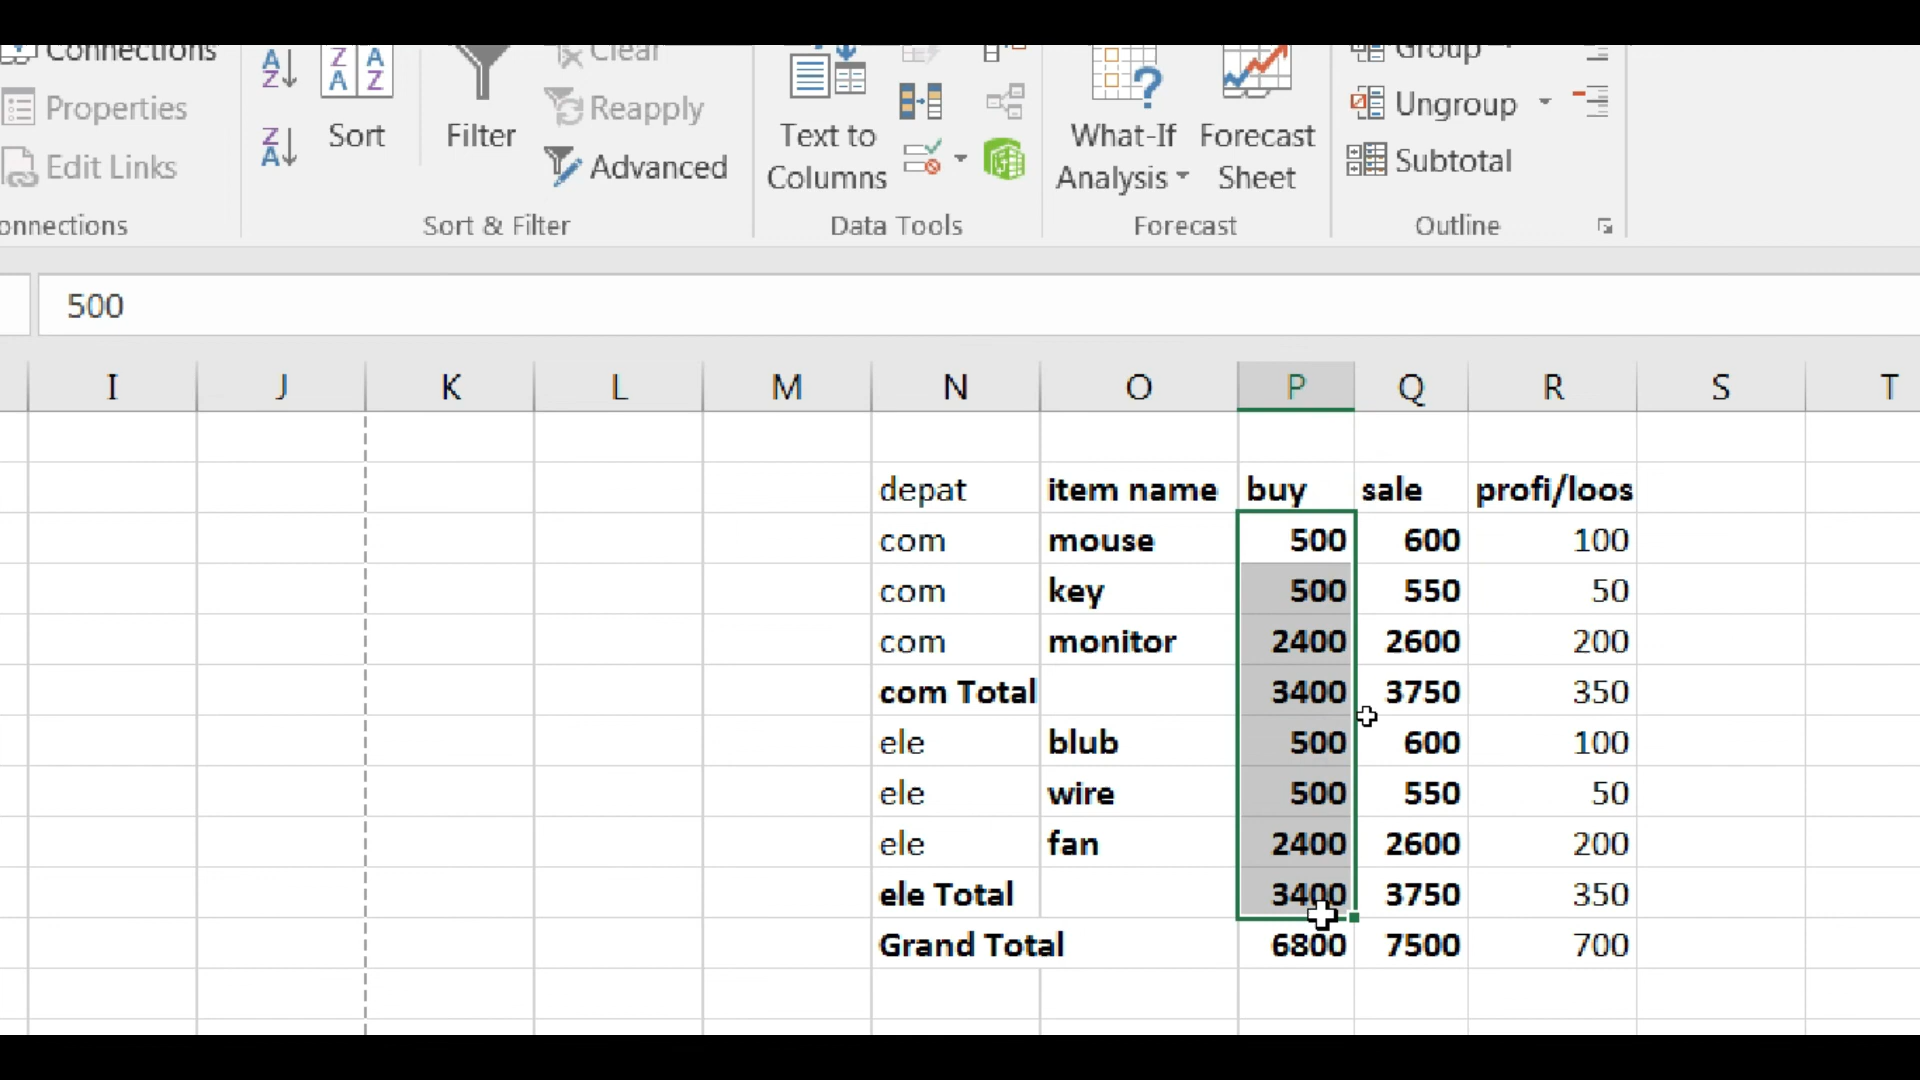 Connections
Properties
Edit Links
onnections
A
Z
Z
A
Z
A
A
Z
Sort
Filter
Clear
Reapply
Advanced
Sort & Filter
Text to
Columns
Data Tools
What-If
Analysis
Forecast
Sheet
Forecast
Group
Ungroup
Subtotal
Outline
500
I J K L M N O P Q R S T
depat item name buy sale profi/loos
com mouse 500 600 100
com key 500 550 50
com monitor 2400 2600 200
com Total 3400 3750 350
ele blub 500 600 100
ele wire 500 550 50
ele fan 2400 2600 200
ele Total 3400 3750 350
Grand Total 6800 7500 700